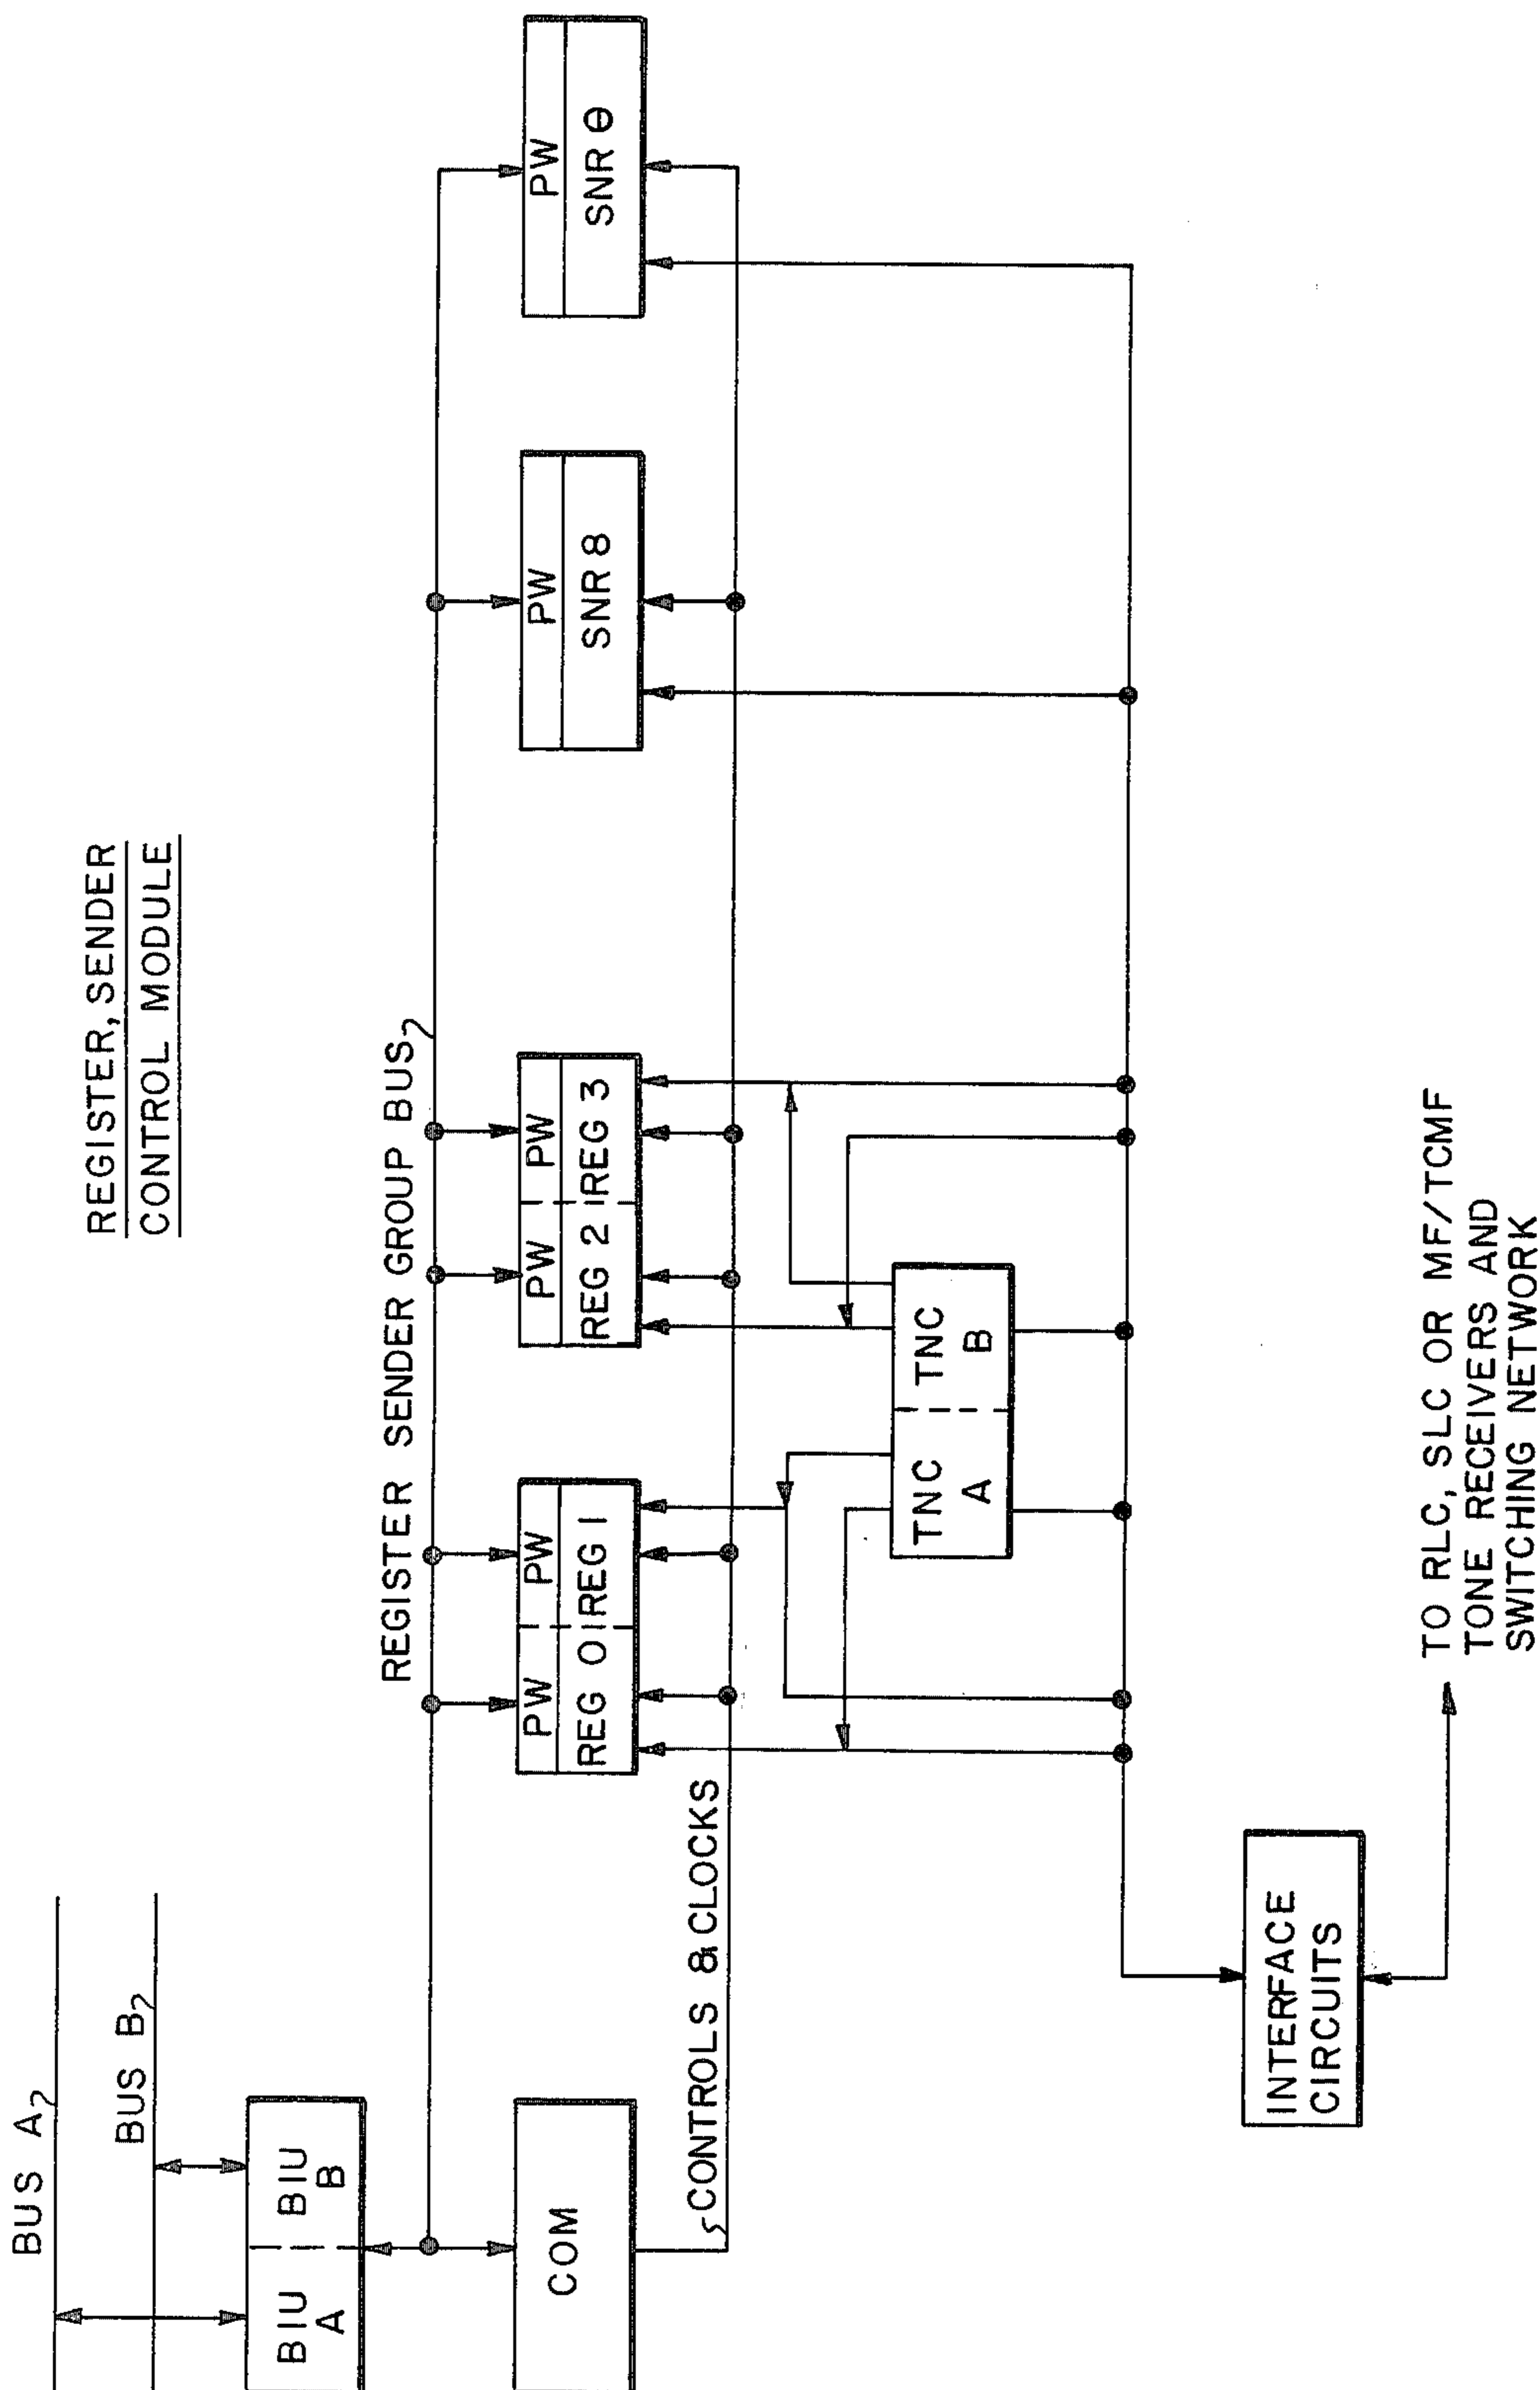 REGISTER, SENDER
CONTROL MODULE
BUS A
BUS B
BIU A
BIU B
REGISTER SENDER GROUP BUS
COM
PW
PW
REG 0
REG 1
PW
PW
REG 2
REG 3
PW
SNR 8
PW
SNR θ
CONTROLS & CLOCKS
TNC A
TNC B
INTERFACE
CIRCUITS
TO RLC, SLC OR MF/TCMF
TONE RECEIVERS AND
SWITCHING NETWORK